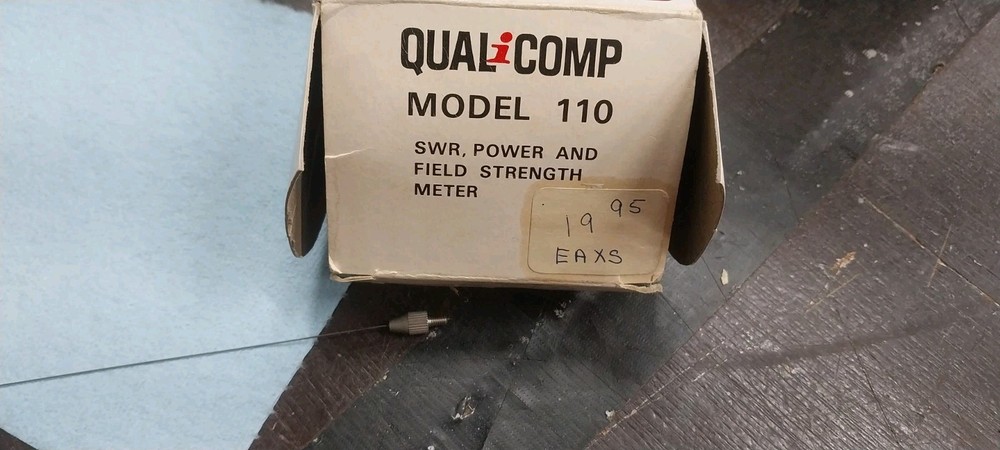 QUALiCOMP
MODEL 110
SWR, POWER AND
FIELD STRENGTH
METER
19 95
EAXS